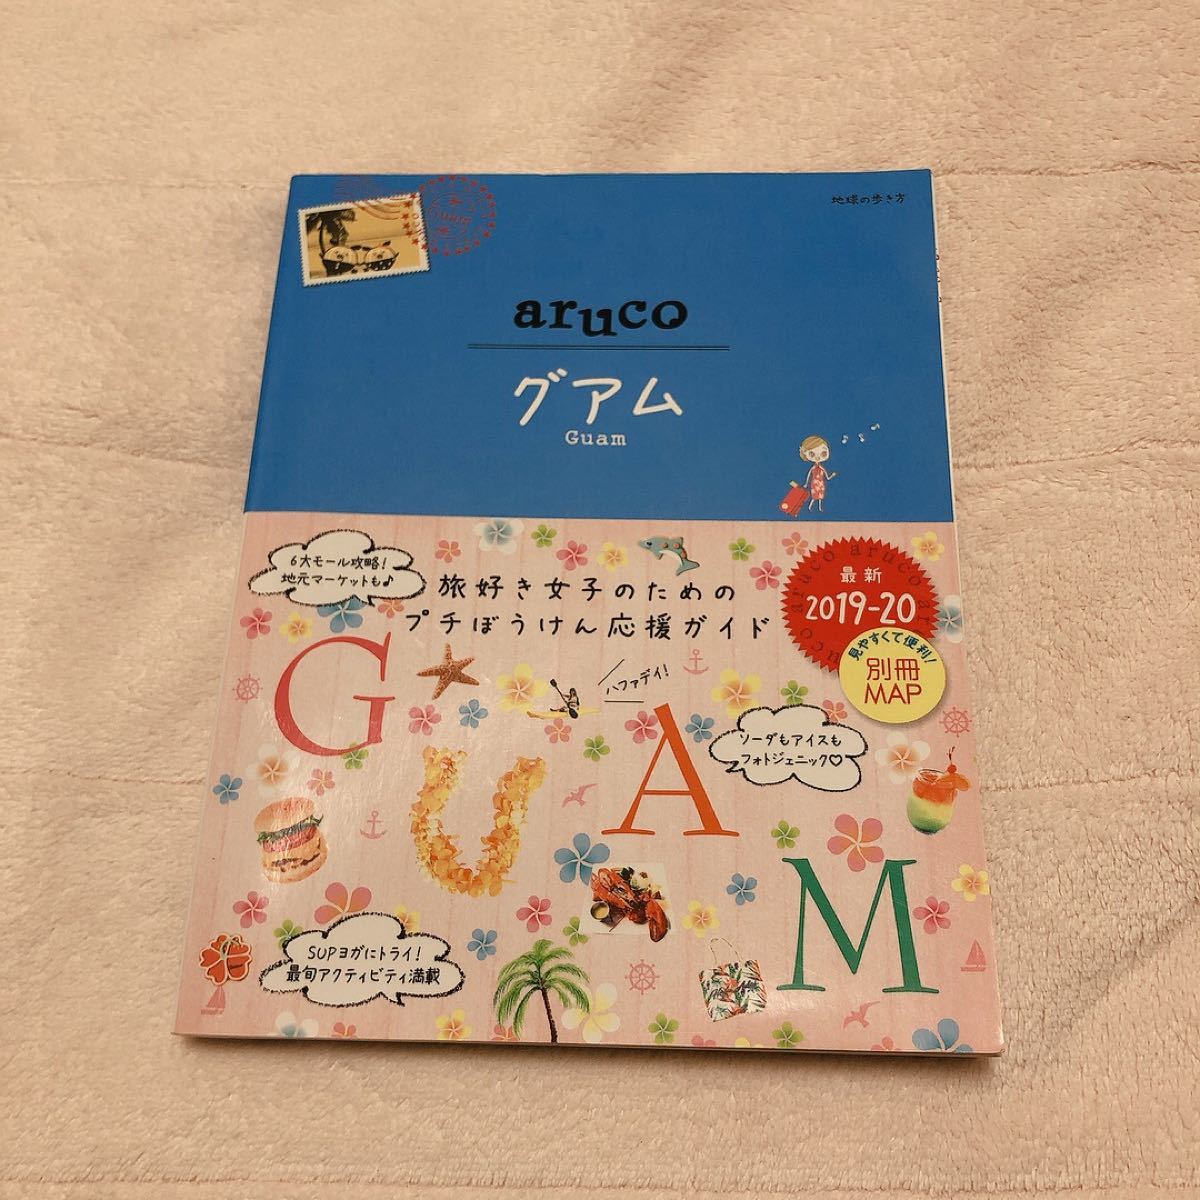 地球の歩き方
Guam
aruco
グアム
Guam
6大モール攻略!
地元マーケットも♪
旅好き女子のための
プチぼうけん応援ガイド
aruco aruco
最新
2019-20
見やすくて便利!
別冊
MAP
ハファデイ!
G
U
A
M
ソーダもアイスも
フォトジェニック♡
SUPヨガにトライ!
最旬アクティビティ満載